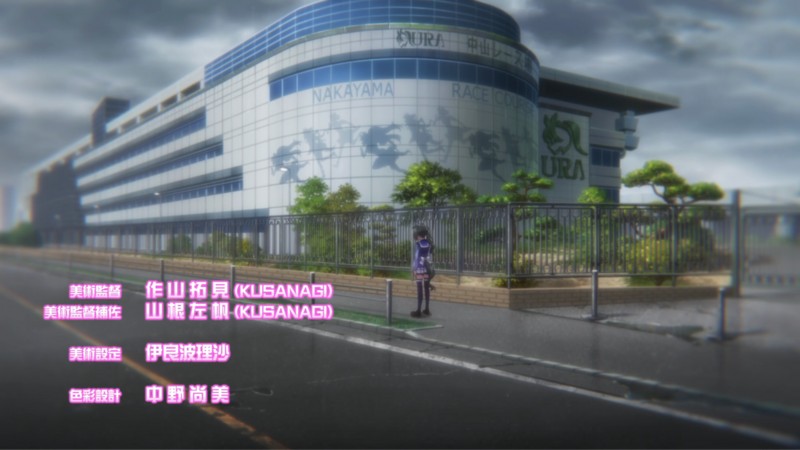 URA 中山レース
NAKAYAMA RACE COURSE
URA
美術監督 作山拓見(KUSANAGI)
美術監督補佐 山根左帆(KUSANAGI)
美術設定 伊良波理沙
色彩設計 中野尚美